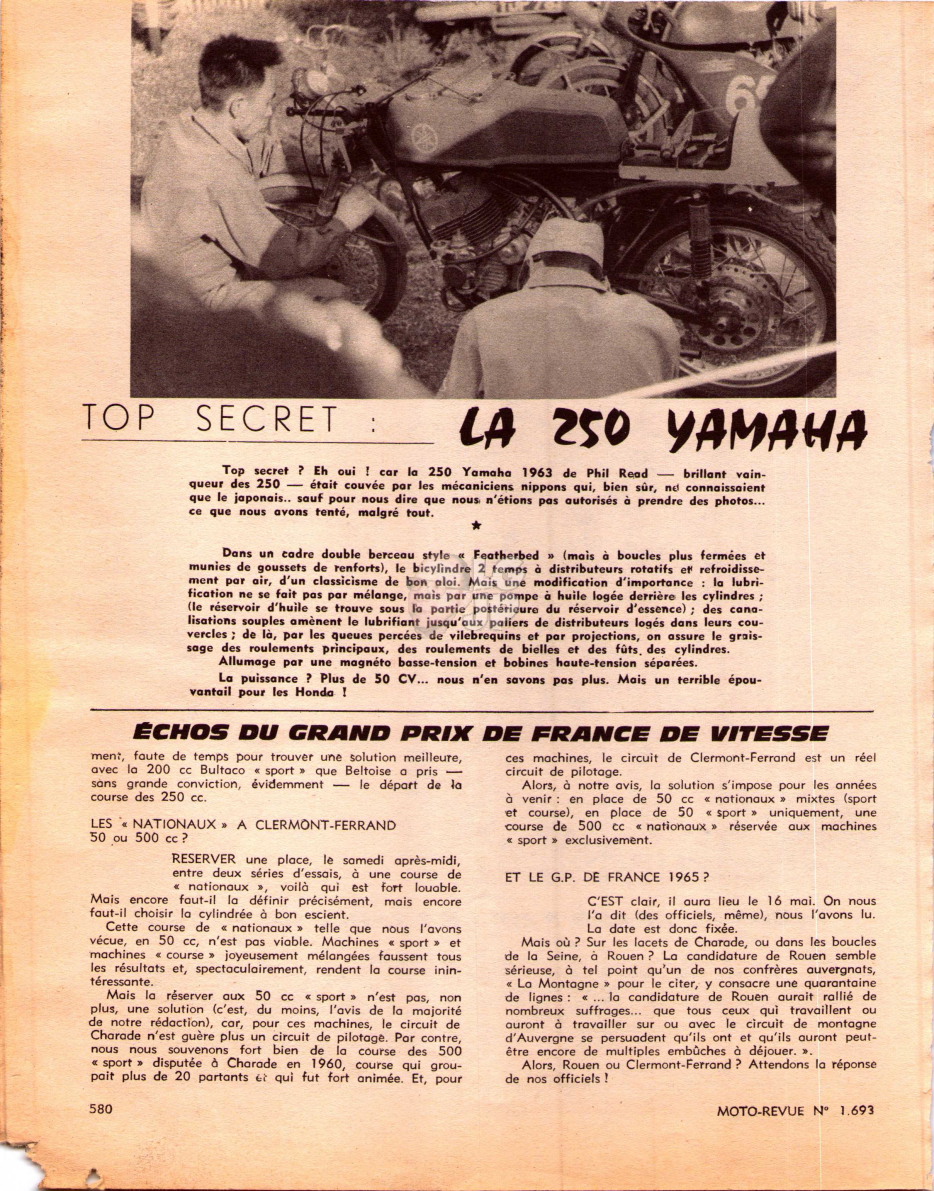 6
TOP SECRET : LA 250 YAMAHA
Top secret ? Eh oui ! car la 250 Yamaha 1963 de Phil Read — brillant vain-
queur des 250 — était couvée par les mécaniciens nippons qui, bien sûr, ne connaissaient
que le japonais.. sauf pour nous dire que nous n'étions pas autorisés à prendre des photos...
ce que nous avons tenté, malgré tout.
★
Dans un cadre double berceau style « Featherbed » (mais à boucles plus fermées et
munies de goussets de renforts), le bicylindre 2 temps à distributeurs rotatifs et refroidisse-
ment par air, d'un classicisme de bon aloi. Mais une modification d'importance : la lubri-
fication ne se fait pas par mélange, mais par une pompe à huile logée derrière les cylindres ;
(le réservoir d'huile se trouve sous la partie postérieure du réservoir d'essence) ; des cana-
lisations souples amènent le lubrifiant jusqu'aux paliers de distributeurs logés dans leurs cou-
vercles ; de là, par les queues percées de vilebrequins et par projections, on assure le grais-
sage des roulements principaux, des roulements de bielles et des fûts des cylindres.
Allumage par une magnéto basse-tension et bobines haute-tension séparées.
La puissance ? Plus de 50 CV... nous n'en savons pas plus. Mais un terrible épou-
vantail pour les Honda !
ÉCHOS DU GRAND PRIX DE FRANCE DE VITESSE
ment, faute de temps pour trouver une solution meilleure,
avec la 200 cc Bultaco « sport » que Beltoise a pris —
sans grande conviction, évidemment — le départ de la
course des 250 cc.
LES « NATIONAUX » A CLERMONT-FERRAND
50 ou 500 cc ?
RESERVER une place, le samedi après-midi,
entre deux séries d'essais, à une course de
« nationaux », voilà qui est fort louable.
Mais encore faut-il la définir précisément, mais encore
faut-il choisir la cylindrée à bon escient.
Cette course de « nationaux » telle que nous l'avons
vécue, en 50 cc, n'est pas viable. Machines « sport » et
machines « course » joyeusement mélangées faussent tous
les résultats et, spectaculairement, rendent la course inin-
téressante.
Mais la réserver aux 50 cc « sport » n'est pas, non
plus, une solution (c'est, du moins, l'avis de la majorité
de notre rédaction), car, pour ces machines, le circuit de
Charade n'est guère plus un circuit de pilotage. Par contre,
nous nous souvenons fort bien de la course des 500
« sport » disputée à Charade en 1960, course qui grou-
pait plus de 20 partants et qui fut fort animée. Et, pour
ces machines, le circuit de Clermont-Ferrand est un réel
circuit de pilotage.
Alors, à notre avis, la solution s'impose pour les années
à venir : en place de 50 cc « nationaux » mixtes (sport
et course), en place de 50 « sport » uniquement, une
course de 500 cc « nationaux » réservée aux machines
« sport » exclusivement.
ET LE G.P. DE FRANCE 1965 ?
C'EST clair, il aura lieu le 16 mai. On nous
l'a dit (des officiels, même), nous l'avons lu.
La date est donc fixée.
Mais où ? Sur les lacets de Charade, ou dans les boucles
de la Seine, à Rouen ? La candidature de Rouen semble
sérieuse, à tel point qu'un de nos confrères auvergnats,
« La Montagne » pour le citer, y consacre une quarantaine
de lignes : « ... la candidature de Rouen aurait rallié de
nombreux suffrages... que tous ceux qui travaillent ou
auront à travailler sur ou avec le circuit de montagne
d'Auvergne se persuadent qu'ils ont et qu'ils auront peut-
être encore de multiples embûches à déjouer. ».
Alors, Rouen ou Clermont-Ferrand ? Attendons la réponse
de nos officiels !
580
MOTO-REVUE N° 1.693